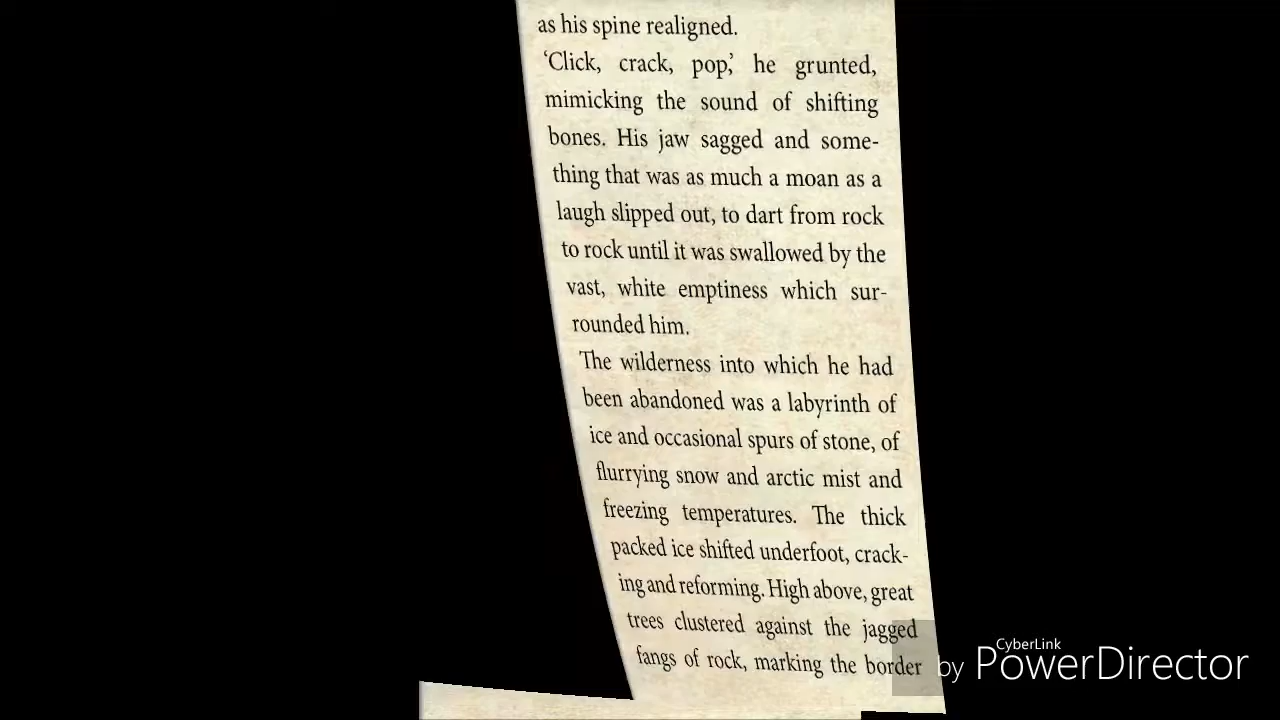 as his spine realigned.
‘Click, crack, pop,’ he grunted,
mimicking the sound of shifting
bones. His jaw sagged and some-
thing that was as much a moan as a
laugh slipped out, to dart from rock
to rock until it was swallowed by the
vast, white emptiness which sur-
rounded him.
The wilderness into which he had
been abandoned was a labyrinth of
ice and occasional spurs of stone, of
flurrying snow and arctic mist and
freezing temperatures. The thick
packed ice shifted underfoot, crack-
ing and reforming. High above, great
trees clustered against the jagged
fangs of rock, marking the border
by CyberLink PowerDirector